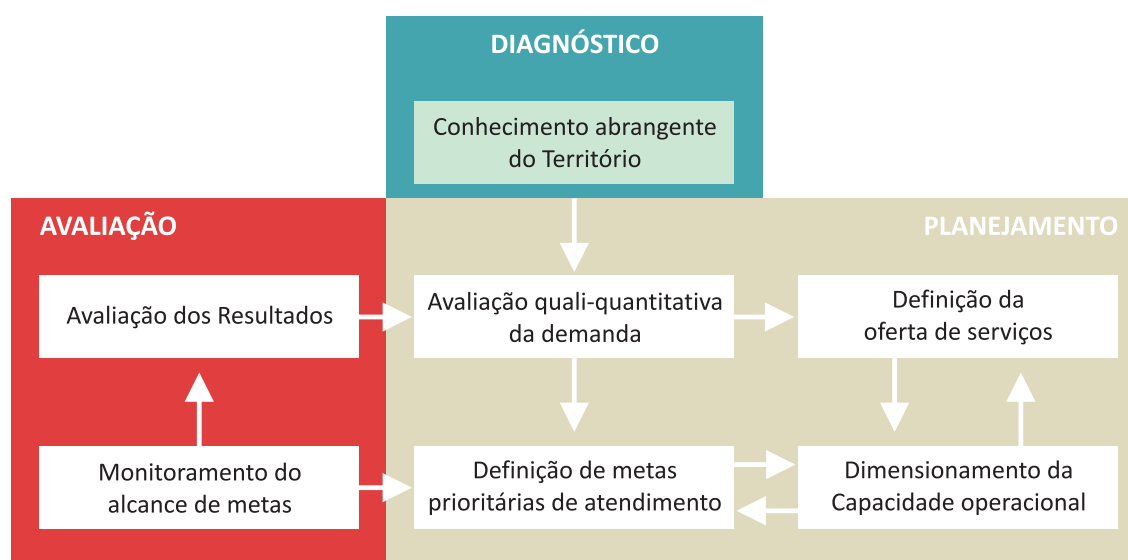 DIAGNÓSTICO
Conhecimento abrangente
do Território
AVALIAÇÃO
PLANEJAMENTO
Avaliação dos Resultados
Avaliação quali-quantitativa
da demanda
Definição da
oferta de serviços
Monitoramento do
alcance de metas
Definição de metas
prioritárias de atendimento
Dimensionamento da
Capacidade operacional